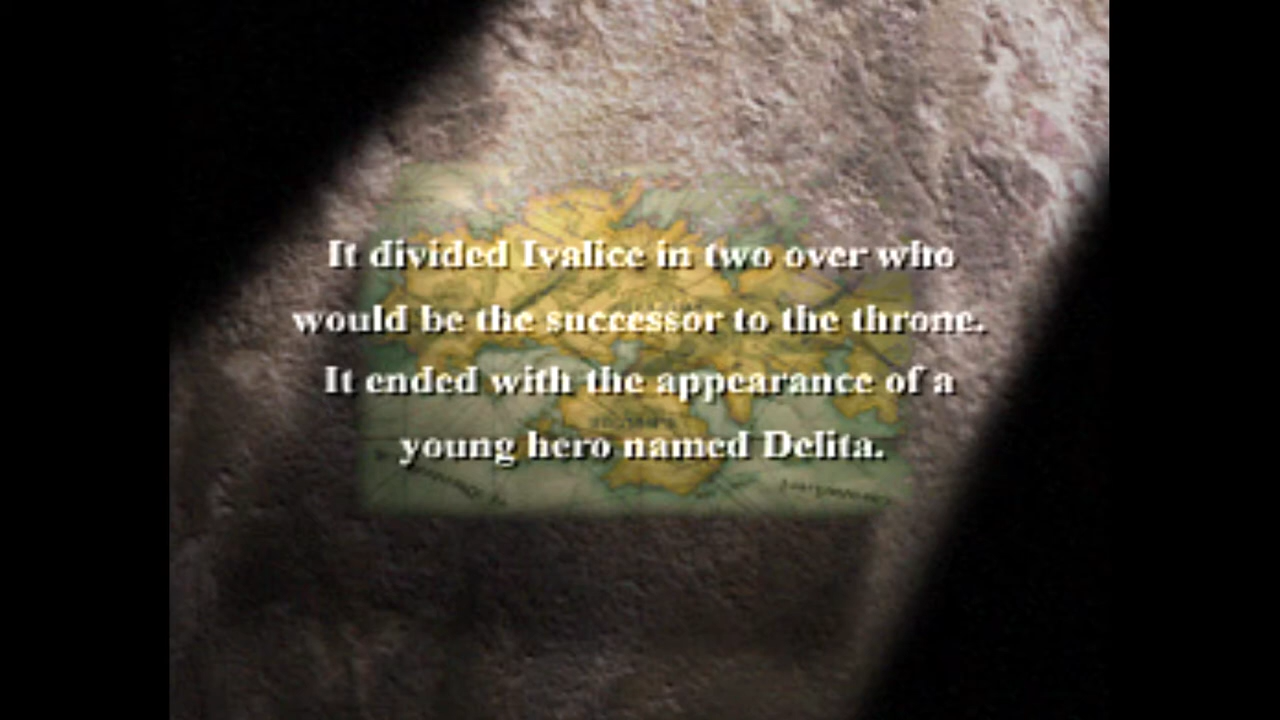 It divided Ivalice in two over who
would be the successor to the throne.
It ended with the appearance of a
young hero named Delita.